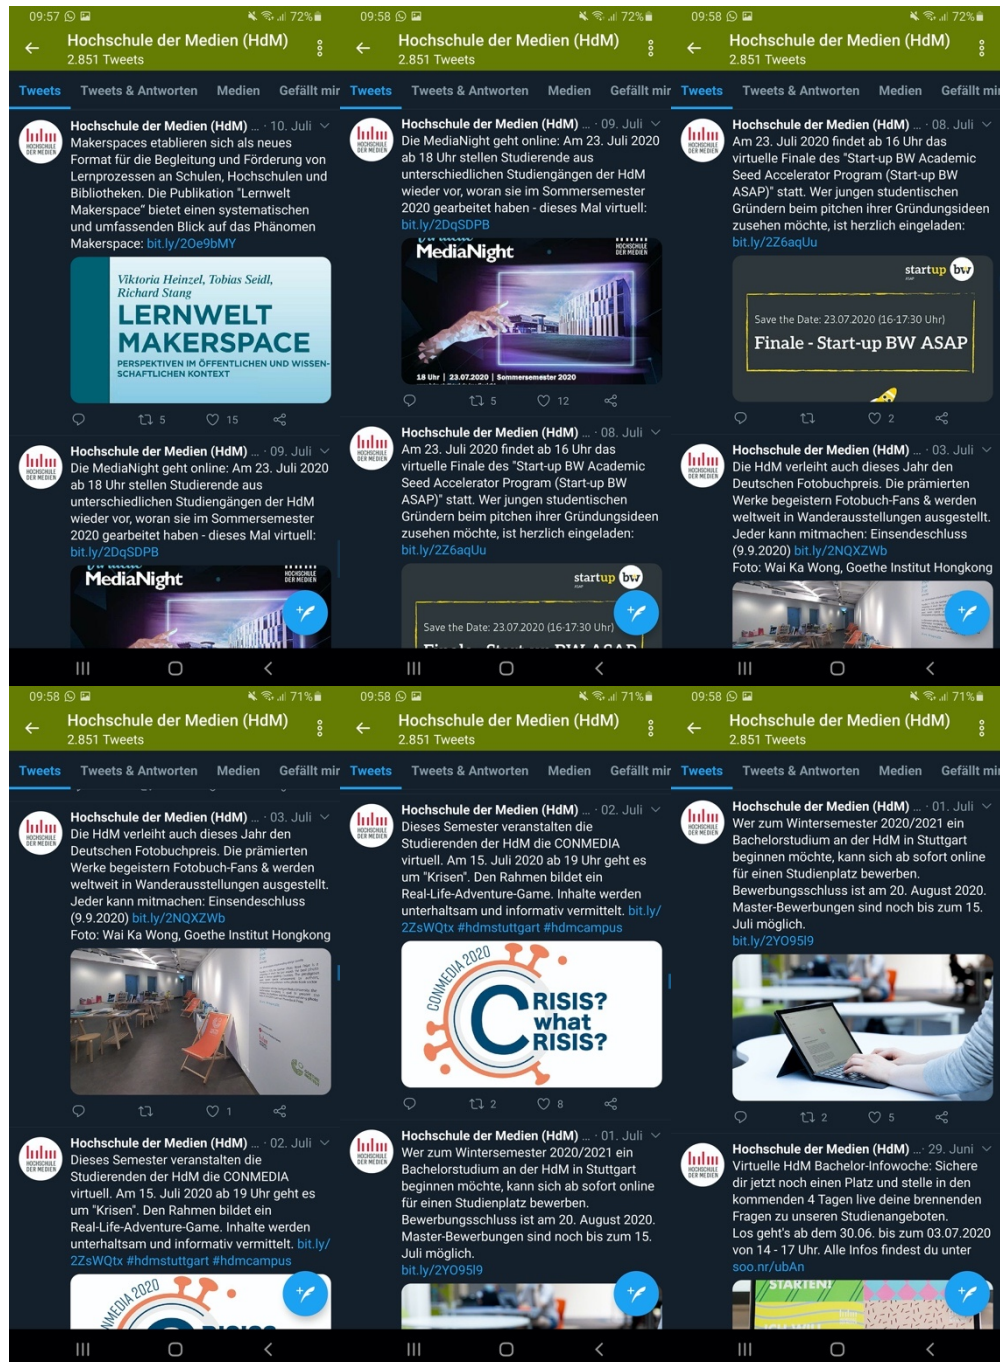 09:57
72%
Hochschule der Medien (HdM)
2.851 Tweets
Tweets Tweets & Antworten Medien Gefällt mir
Hochschule der Medien (HdM) ... · 10. Juli
Makerspaces etablieren sich als neues
Format für die Begleitung und Förderung von
Lernprozessen an Schulen, Hochschulen und
Bibliotheken. Die Publikation "Lernwelt
Makerspace“ bietet einen systematischen
und umfassenden Blick auf das Phänomen
Makerspace: bit.ly/2Oe9bMY
Viktoria Heinzel, Tobias Seidl,
Richard Stang
LERNWELT
MAKERSPACE
PERSPEKTIVEN IM ÖFFENTLICHEN UND WISSEN-
SCHAFTLICHEN KONTEXT
5 15
Hochschule der Medien (HdM) ... · 09. Juli
Die MediaNight geht online: Am 23. Juli 2020
ab 18 Uhr stellen Studierende aus
unterschiedlichen Studiengängen der HdM
wieder vor, woran sie im Sommersemester
2020 gearbeitet haben - dieses Mal virtuell:
bit.ly/2DqSDPB
MediaNight
HOCHSCHULE
DER MEDIEN
09:58
72%
Hochschule der Medien (HdM)
2.851 Tweets
Tweets Tweets & Antworten Medien Gefällt mir
Hochschule der Medien (HdM) ... · 09. Juli
Die MediaNight geht online: Am 23. Juli 2020
ab 18 Uhr stellen Studierende aus
unterschiedlichen Studiengängen der HdM
wieder vor, woran sie im Sommersemester
2020 gearbeitet haben - dieses Mal virtuell:
bit.ly/2DqSDPB
MediaNight
HOCHSCHULE
DER MEDIEN
18 Uhr | 23.07.2020 | Sommersemester 2020
5 12
Hochschule der Medien (HdM) ... · 08. Juli
Am 23. Juli 2020 findet ab 16 Uhr das
virtuelle Finale des "Start-up BW Academic
Seed Accelerator Program (Start-up BW
ASAP)" statt. Wer jungen studentischen
Gründern beim pitchen ihrer Gründungsideen
zusehen möchte, ist herzlich eingeladen:
bit.ly/2Z6aqUu
startup bw
Save the Date: 23.07.2020 (16-17:30 Uhr)
Finale - Start-up BW ASAP
09:58
72%
Hochschule der Medien (HdM)
2.851 Tweets
Tweets Tweets & Antworten Medien Gefällt mi
Hochschule der Medien (HdM) ... · 08. Juli
Am 23. Juli 2020 findet ab 16 Uhr das
virtuelle Finale des "Start-up BW Academic
Seed Accelerator Program (Start-up BW
ASAP)" statt. Wer jungen studentischen
Gründern beim pitchen ihrer Gründungsideen
zusehen möchte, ist herzlich eingeladen:
bit.ly/2Z6aqUu
startup bw
Save the Date: 23.07.2020 (16-17:30 Uhr)
Finale - Start-up BW ASAP
2
Hochschule der Medien (HdM) ... · 03. Juli
Die HdM verleiht auch dieses Jahr den
Deutschen Fotobuchpreis. Die prämierten
Werke begeistern Fotobuch-Fans & werden
weltweit in Wanderausstellungen ausgestellt.
Jeder kann mitmachen: Einsendeschluss
(9.9.2020) bit.ly/2NQXZWb
Foto: Wai Ka Wong, Goethe Institut Hongkong
09:58
71%
Hochschule der Medien (HdM)
2.851 Tweets
Tweets Tweets & Antworten Medien Gefällt mir
Hochschule der Medien (HdM) ... · 03. Juli
Die HdM verleiht auch dieses Jahr den
Deutschen Fotobuchpreis. Die prämierten
Werke begeistern Fotobuch-Fans & werden
weltweit in Wanderausstellungen ausgestellt.
Jeder kann mitmachen: Einsendeschluss
(9.9.2020) bit.ly/2NQXZWb
Foto: Wai Ka Wong, Goethe Institut Hongkong
1
Hochschule der Medien (HdM) ... · 02. Juli
Dieses Semester veranstalten die
Studierenden der HdM die CONMEDIA
virtuell. Am 15. Juli 2020 ab 19 Uhr geht es
um "Krisen". Den Rahmen bildet ein
Real-Life-Adventure-Game. Inhalte werden
unterhaltsam und informativ vermittelt. bit.ly/
2ZsWQtx #hdmstuttgart #hdmcampus
CONMEDIA 2020
09:58
71%
Hochschule der Medien (HdM)
2.851 Tweets
Tweets Tweets & Antworten Medien Gefällt mir
Hochschule der Medien (HdM) ... · 02. Juli
Dieses Semester veranstalten die
Studierenden der HdM die CONMEDIA
virtuell. Am 15. Juli 2020 ab 19 Uhr geht es
um "Krisen". Den Rahmen bildet ein
Real-Life-Adventure-Game. Inhalte werden
unterhaltsam und informativ vermittelt. bit.ly/
2ZsWQtx #hdmstuttgart #hdmcampus
CONMEDIA 2020
CRISIS?
what
CRISIS?
2 8
Hochschule der Medien (HdM) ... · 01. Juli
Wer zum Wintersemester 2020/2021 ein
Bachelorstudium an der HdM in Stuttgart
beginnen möchte, kann sich ab sofort online
für einen Studienplatz bewerben.
Bewerbungsschluss ist am 20. August 2020.
Master-Bewerbungen sind noch bis zum 15.
Juli möglich.
bit.ly/2YO95I9
09:58
71%
Hochschule der Medien (HdM)
2.851 Tweets
Tweets Tweets & Antworten Medien Gefällt mi
Hochschule der Medien (HdM) ... · 01. Juli
Wer zum Wintersemester 2020/2021 ein
Bachelorstudium an der HdM in Stuttgart
beginnen möchte, kann sich ab sofort online
für einen Studienplatz bewerben.
Bewerbungsschluss ist am 20. August 2020.
Master-Bewerbungen sind noch bis zum 15.
Juli möglich.
bit.ly/2YO95I9
2 5
Hochschule der Medien (HdM) ... · 29. Juni
Virtuelle HdM Bachelor-Infowoche: Sichere
dir jetzt noch einen Platz und stelle in den
kommenden 4 Tagen live deine brennenden
Fragen zu unseren Studienangeboten.
Los geht's ab dem 30.06. bis zum 03.07.2020
von 14 - 17 Uhr. Alle Infos findest du unter
soo.nr/ubAn
STARTEN!